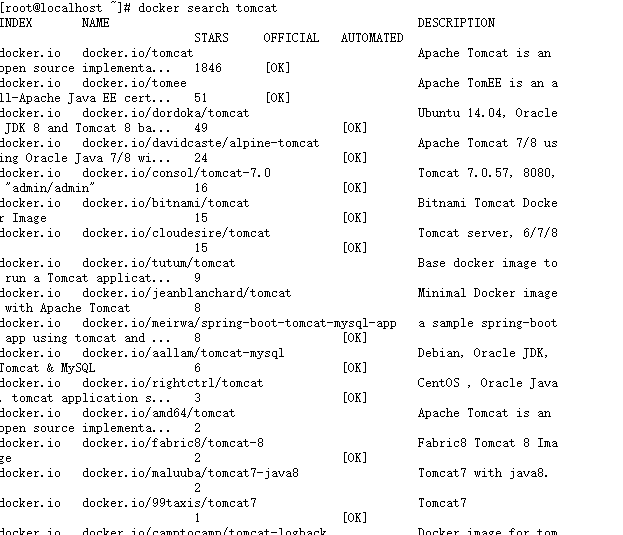 [root@localhost ~]# docker search tomcat
INDEX NAME DESCRIPTION
STARS OFFICIAL AUTOMATED
docker.io docker.io/tomcat Apache Tomcat is an
open source implementa... 1846 [OK]
docker.io docker.io/tomee Apache TomEE is an a
ll-Apache Java EE cert... 51 [OK]
docker.io docker.io/dordoka/tomcat Ubuntu 14.04, Oracle
JDK 8 and Tomcat 8 ba... 49 [OK]
docker.io docker.io/davidcaste/alpine-tomcat Apache Tomcat 7/8 us
ing Oracle Java 7/8 wi... 24 [OK]
docker.io docker.io/consol/tomcat-7.0 Tomcat 7.0.57, 8080,
"admin/admin" 16 [OK]
docker.io docker.io/bitnami/tomcat Bitnami Tomcat Docke
r Image 15 [OK]
docker.io docker.io/cloudesire/tomcat Tomcat server, 6/7/8
15 [OK]
docker.io docker.io/tutum/tomcat Base docker image to
run a Tomcat applicat... 9
docker.io docker.io/jeanblanchard/tomcat Minimal Docker image
with Apache Tomcat 8
docker.io docker.io/meirwa/spring-boot-tomcat-mysql-app a sample spring-boot
app using tomcat and ... 8 [OK]
docker.io docker.io/aallam/tomcat-mysql Debian, Oracle JDK,
Tomcat & MySQL 6 [OK]
docker.io docker.io/rightctrl/tomcat CentOS , Oracle Java
, tomcat application s... 3 [OK]
docker.io docker.io/amd64/tomcat Apache Tomcat is an
open source implementa... 2
docker.io docker.io/fabric8/tomcat-8 Fabric8 Tomcat 8 Ima
ge 2 [OK]
docker.io docker.io/maluuba/tomcat7-java8 Tomcat7 with java8.
2
docker.io docker.io/99taxis/tomcat7 Tomcat7
1 [OK]
docker.io docker.io/camptocamp/tomcat-logback Docker image for tom